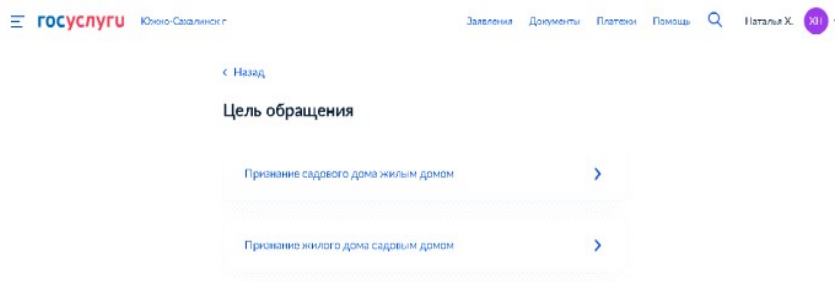 госуслуги Южно-Сахалинск г Заявления Документы Платежи Помощь Наталья Х. ХН
Назад
Цель обращения
Признание садового дома жилым домом
Признание жилого дома садовым домом